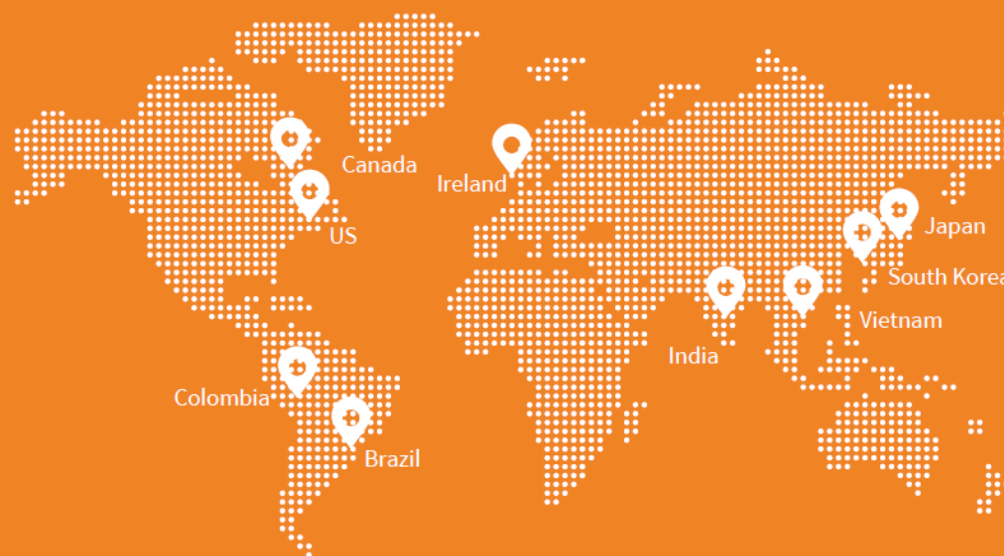 Canada
Ireland
US
Japan
South Korea
Vietnam
India
Colombia
Brazil